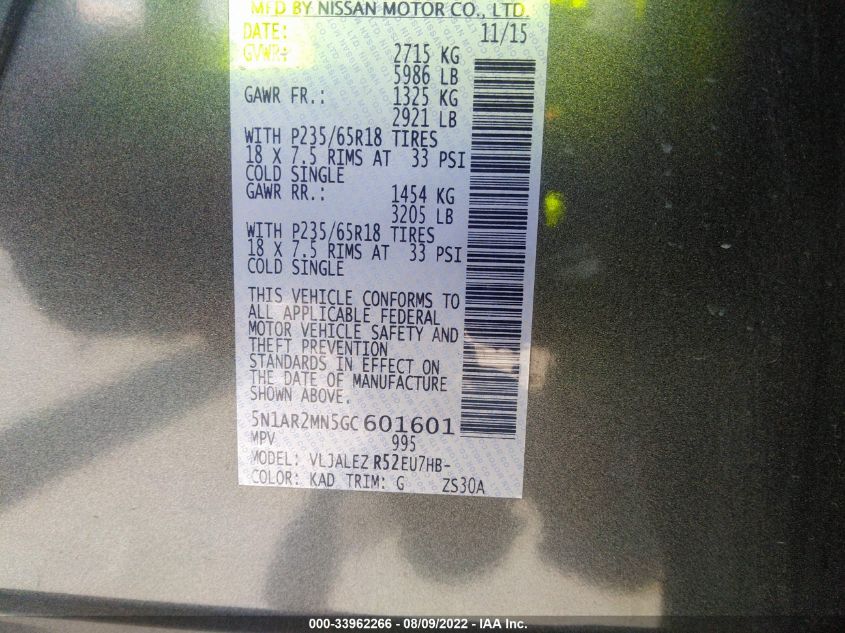 MFD BY NISSAN MOTOR CO., LTD.
DATE: 11/15
GVWR: 2715 KG
5986 LB
GAWR FR.: 1325 KG
2921 LB
WITH P235/65R18 TIRES
18 X 7.5 RIMS AT 33 PSI
COLD SINGLE
GAWR RR.: 1454 KG
3205 LB
WITH P235/65R18 TIRES
18 X 7.5 RIMS AT 33 PSI
COLD SINGLE
THIS VEHICLE CONFORMS TO
ALL APPLICABLE FEDERAL
MOTOR VEHICLE SAFETY AND
THEFT PREVENTION
STANDARDS IN EFFECT ON
THE DATE OF MANUFACTURE
SHOWN ABOVE.
5N1AR2MN5GC601601
MPV 995
MODEL: VLJALEZ R52EU7HB-
COLOR: KAD TRIM: G ZS30A
000-33962266 - 08/09/2022 - IAA Inc.